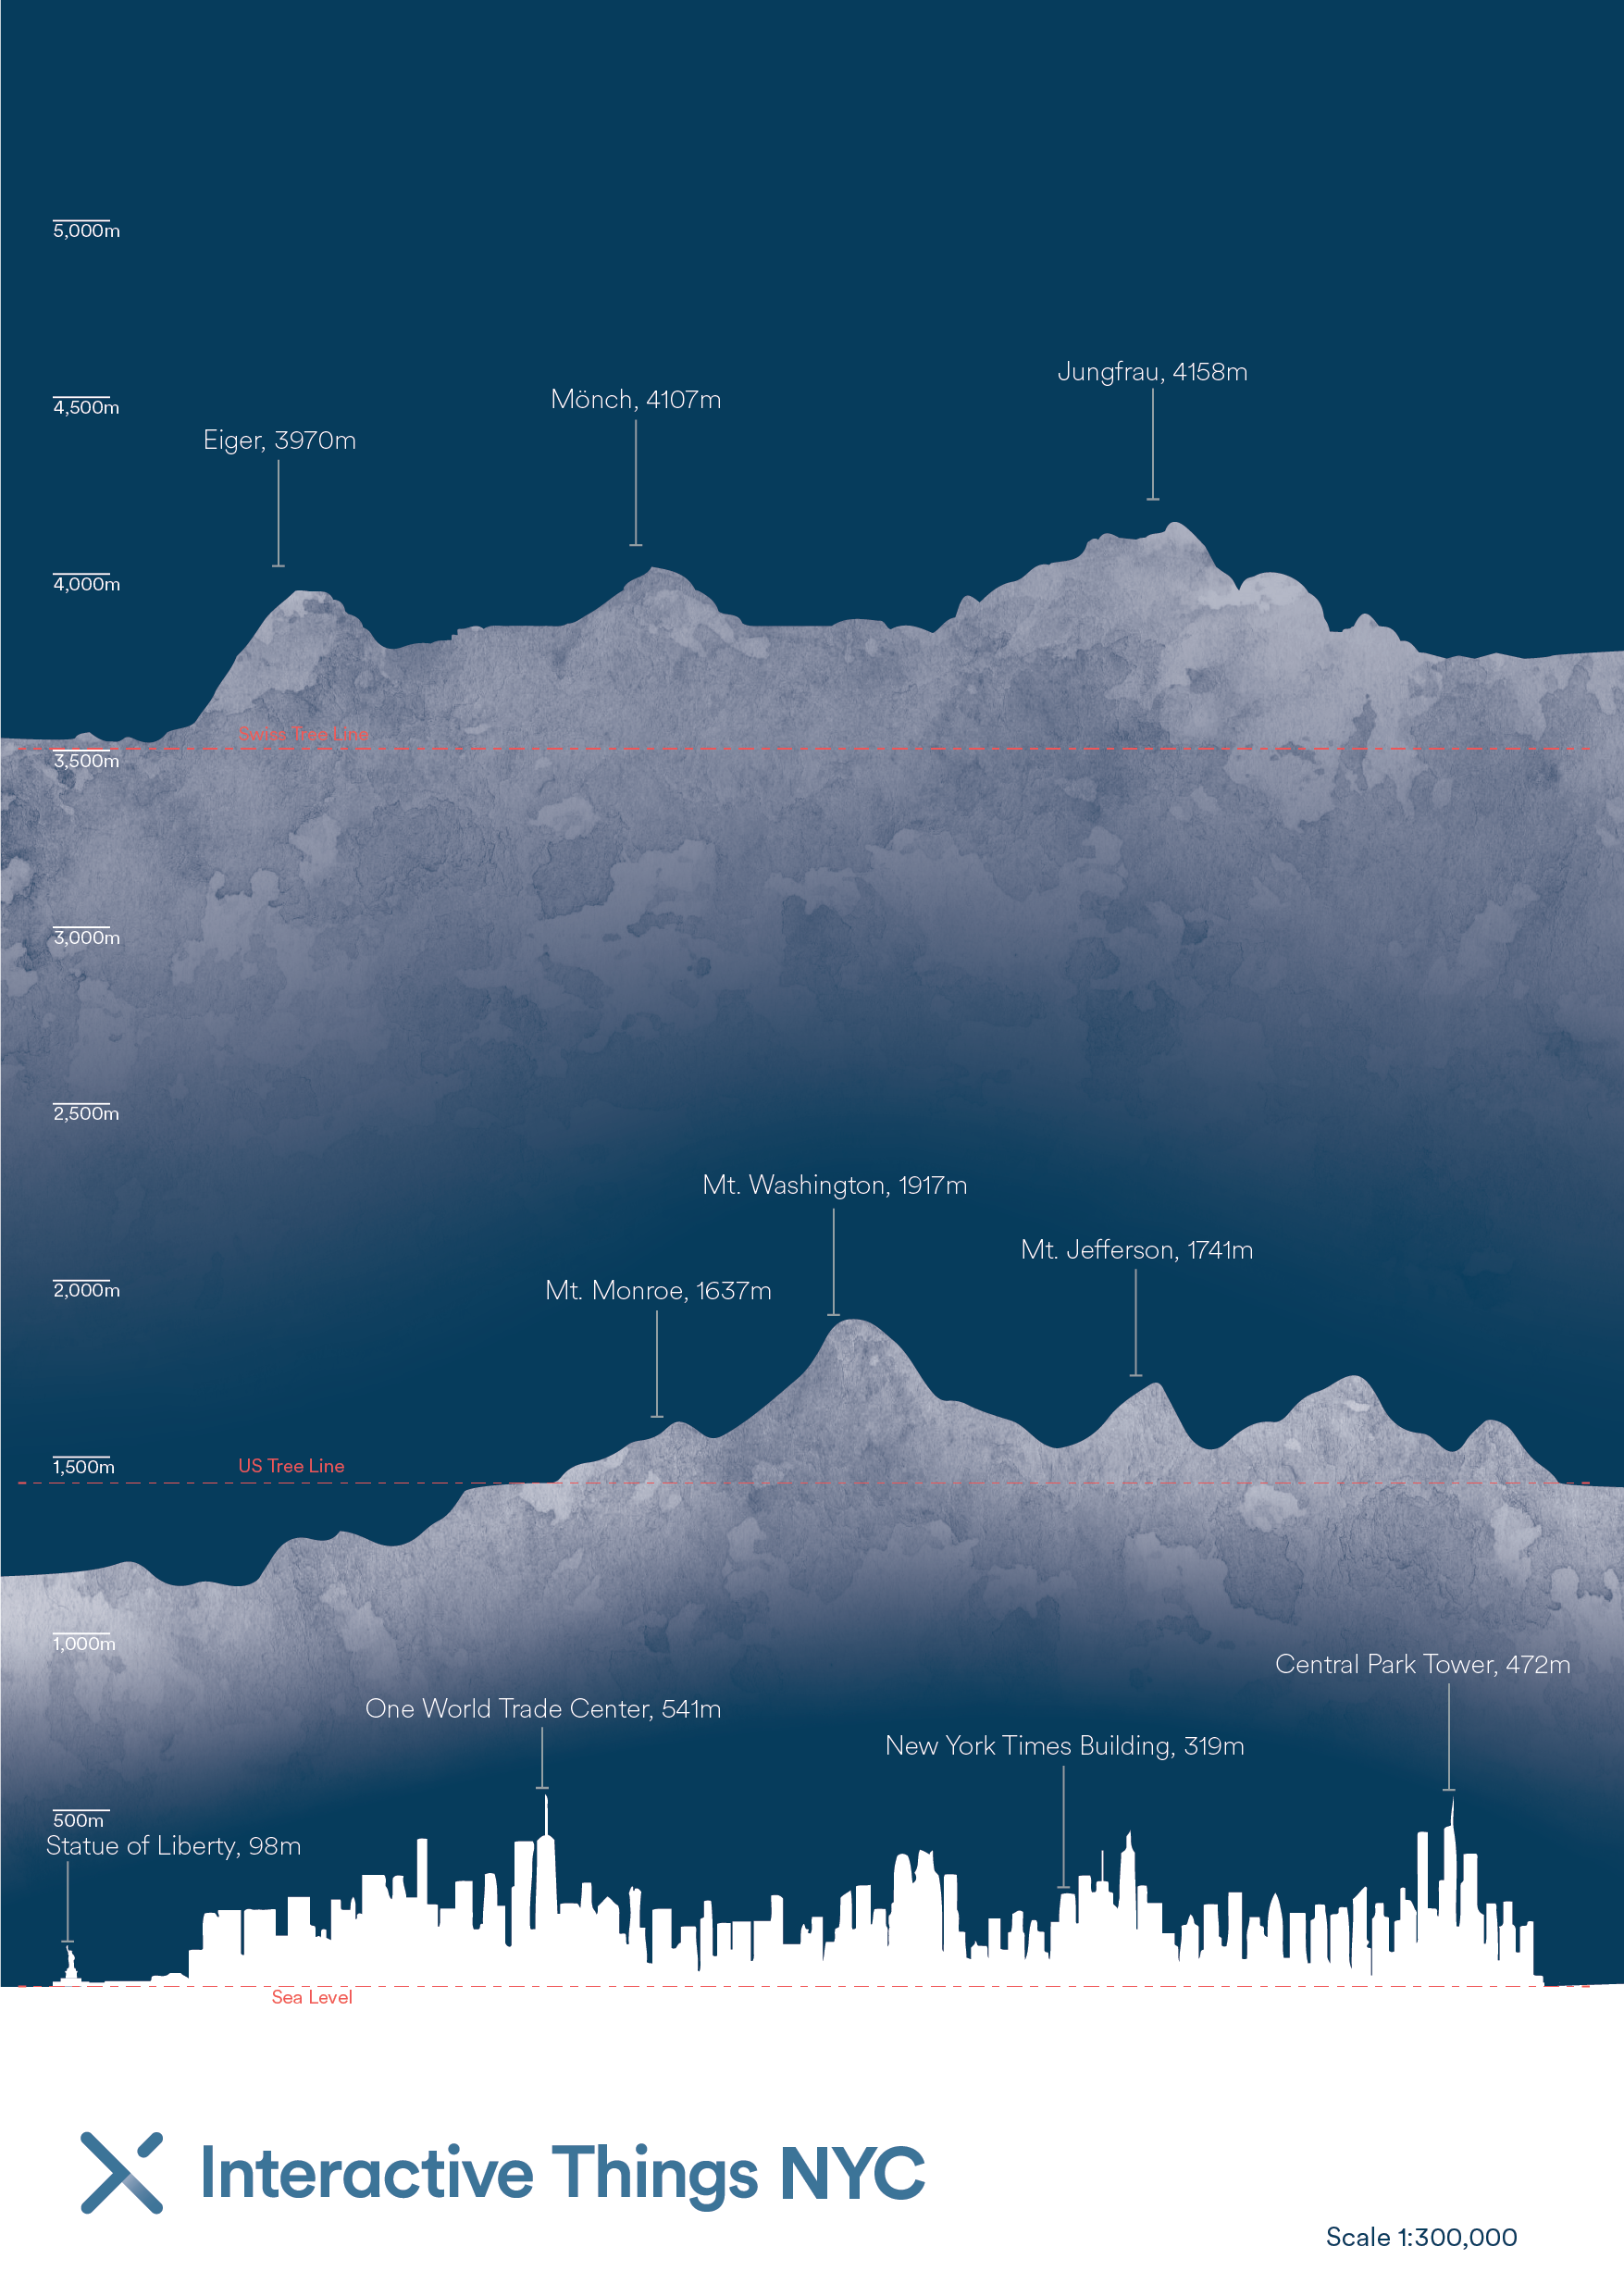 5,000m
Jungfrau, 4158m
Mönch, 4107m
4,500m
Eiger, 3970m
4,000m
Swiss Tree Line
3,500m
3,000m
2,500m
Mt. Washington, 1917m
Mt. Jefferson, 1741m
2,000m
Mt. Monroe, 1637m
1,500m
US Tree Line
1,000m
Central Park Tower, 472m
One World Trade Center, 541m
New York Times Building, 319m
500m
Statue of Liberty, 98m
Sea Level
Interactive Things NYC
Scale 1:300,000